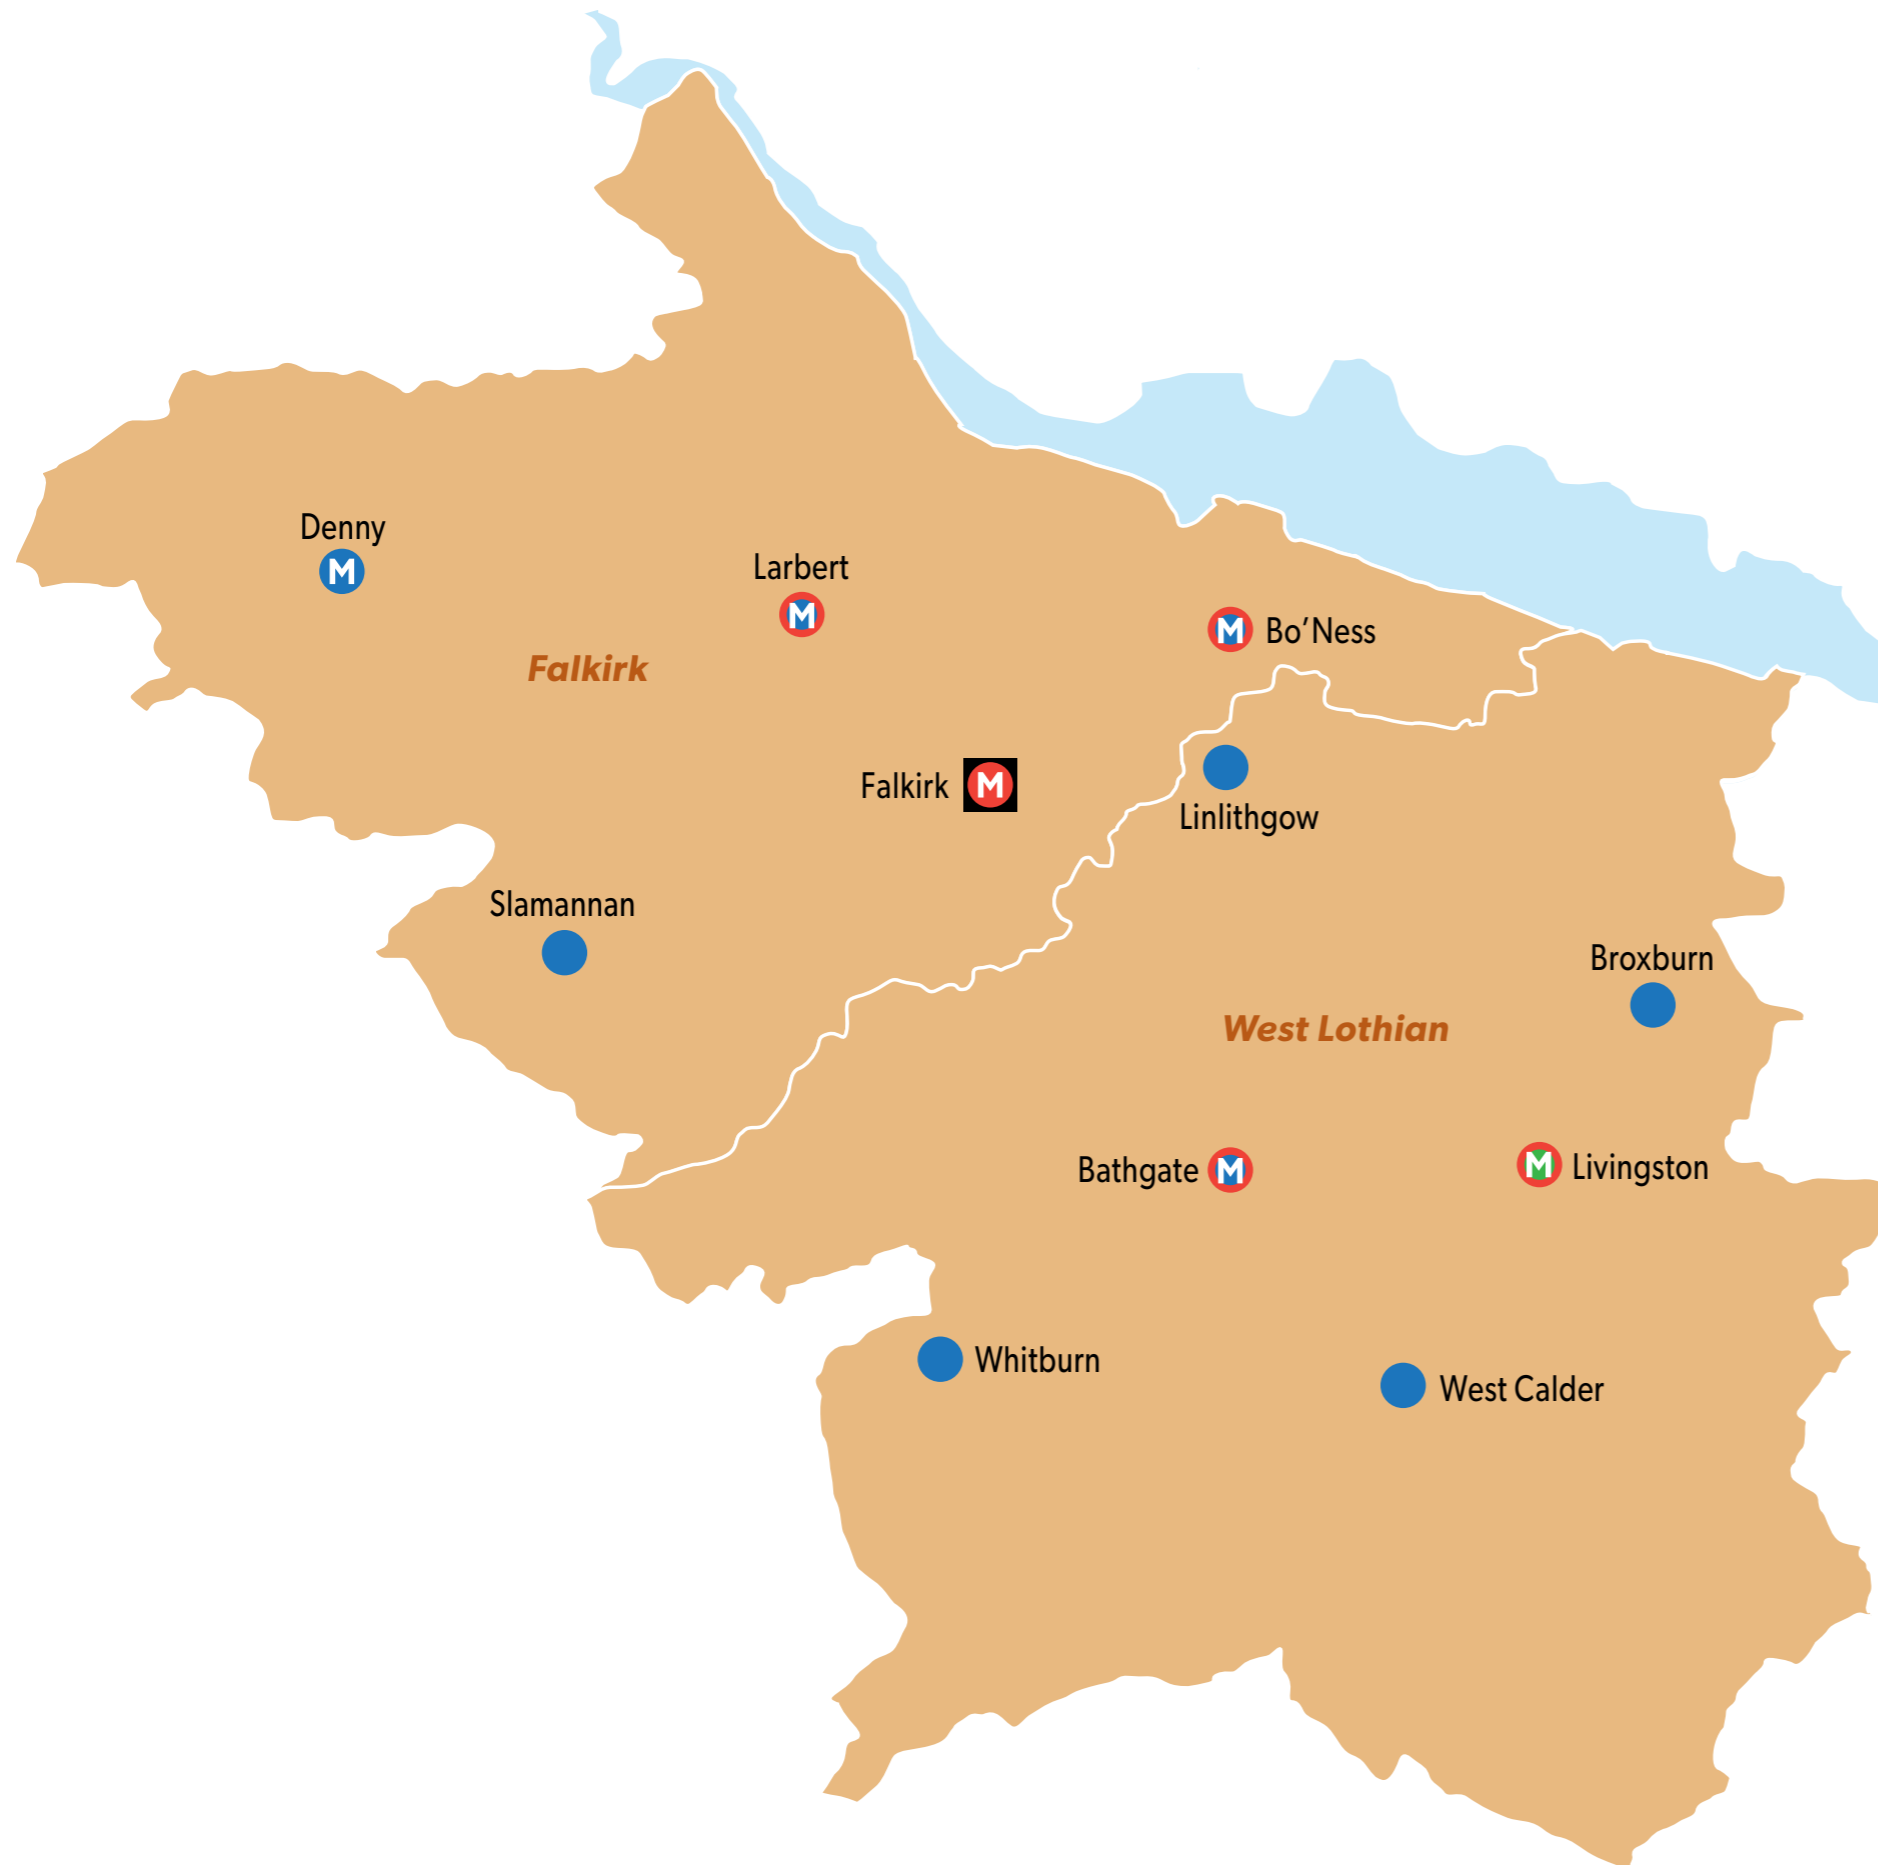 Denny
M
Larbert
M
M Bo'Ness
Falkirk
Falkirk M
Linlithgow
Slamannan
Broxburn
West Lothian
Bathgate M
M Livingston
Whitburn
West Calder